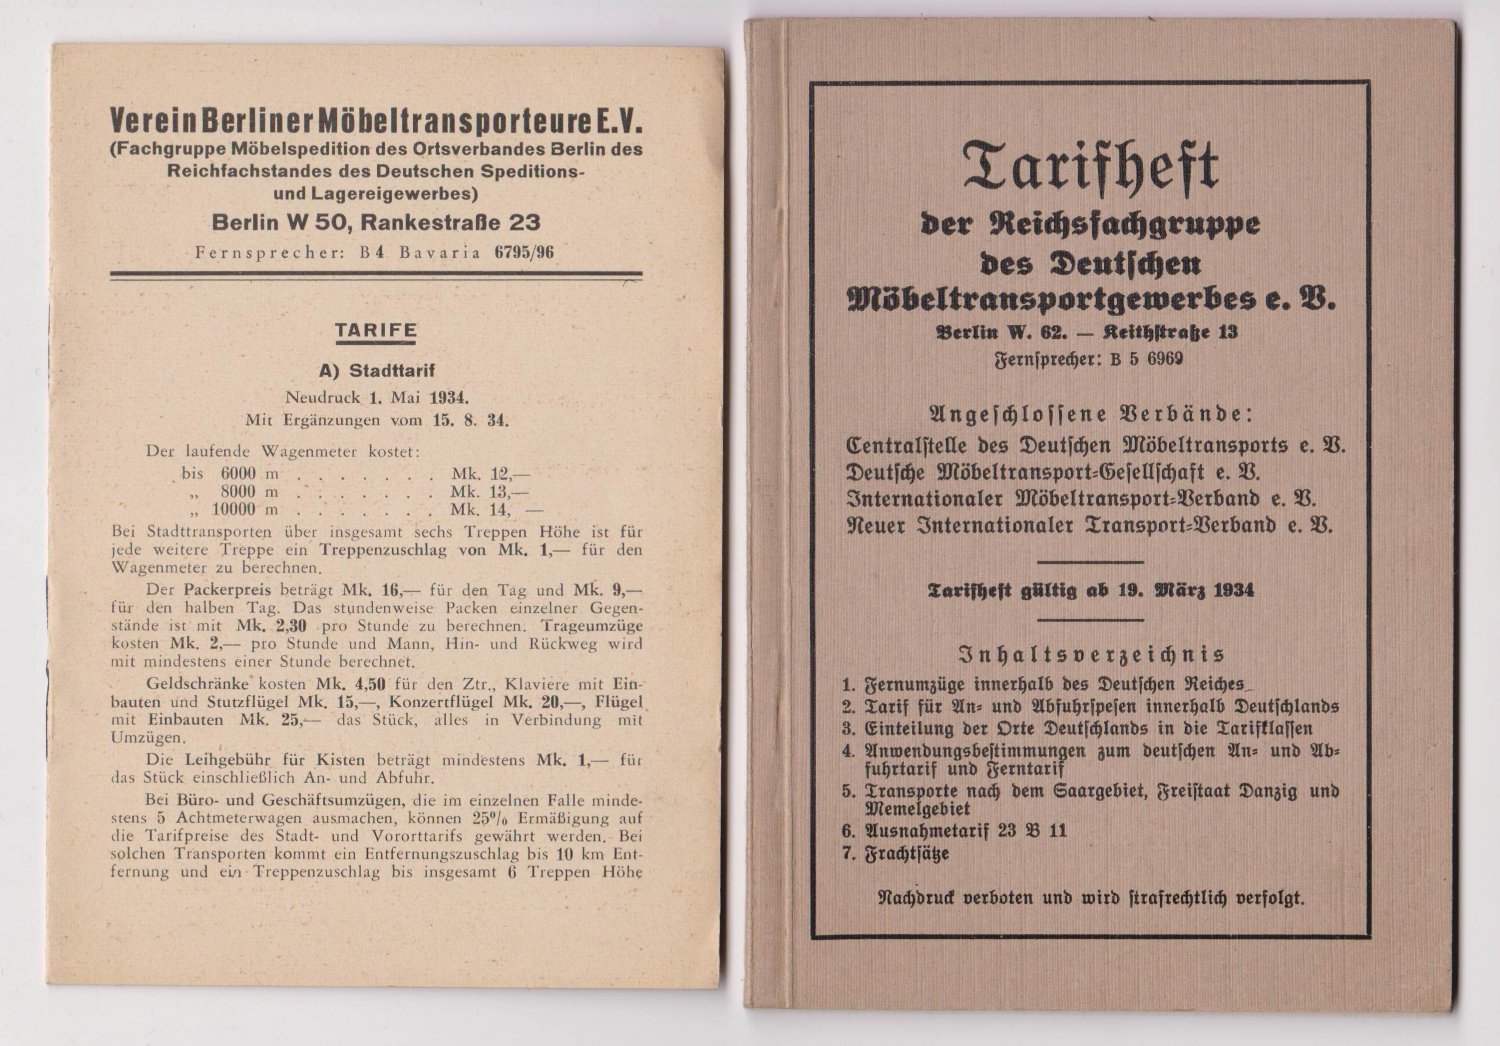 Verein Berliner Möbeltransporteure E.V.
(Fachgruppe Möbelspedition des Ortsverbandes Berlin des
Reichfachstandes des Deutschen Speditions-
und Lagereigewerbes)
Berlin W 50, Rankestraße 23
Fernsprecher: B 4 Bavaria 6795/96
TARIFE
A) Stadttarif
Neudruck 1. Mai 1934.
Mit Ergänzungen vom 15. 8. 34.
Der laufende Wagenmeter kostet:
bis 6000 m . . . . . . . Mk. 12,—
„ 8000 m . . . . . . . Mk. 13,—
„ 10000 m . . . . . . . Mk. 14, —
Bei Stadttransporten über insgesamt sechs Treppen Höhe ist für
jede weitere Treppe ein Treppenzuschlag von Mk. 1,— für den
Wagenmeter zu berechnen.
Der Packerpreis beträgt Mk. 16,— für den Tag und Mk. 9,—
für den halben Tag. Das stundenweise Packen einzelner Gegen-
stände ist mit Mk. 2,30 pro Stunde zu berechnen. Trageumzüge
kosten Mk. 2,— pro Stunde und Mann, Hin- und Rückweg wird
mit mindestens einer Stunde berechnet.
Geldschränke kosten Mk. 4,50 für den Ztr., Klaviere mit Ein-
bauten und Stutzflügel Mk. 15,—, Konzertflügel Mk. 20,—, Flügel
mit Einbauten Mk. 25,— das Stück, alles in Verbindung mit
Umzügen.
Die Leihgebühr für Kisten beträgt mindestens Mk. 1,— für
das Stück einschließlich An- und Abfuhr.
Bei Büro- und Geschäftsumzügen, die im einzelnen Falle minde-
stens 5 Achtmeterwagen ausmachen, können 25% Ermäßigung auf
die Tarifpreise des Stadt- und Vororttarifs gewährt werden. Bei
solchen Transporten kommt ein Entfernungszuschlag bis 10 km Ent-
fernung und ein Treppenzuschlag bis insgesamt 6 Treppen Höhe
Tarifheft
der Reichsfachgruppe
des Deutschen
Möbeltransportgewerbes e. V.
Berlin W. 62. — Keithstraße 13
Fernsprecher: B 5 6969
Angeschlossene Verbände:
Centralstelle des Deutschen Möbeltransports e. V.
Deutsche Möbeltransport-Gesellschaft e. V.
Internationaler Möbeltransport-Verband e. V.
Neuer Internationaler Transport-Verband e. V.
Tarifheft gültig ab 19. März 1934
Inhaltsverzeichnis
1. Fernumzüge innerhalb des Deutschen Reiches
2. Tarif für An- und Abfuhrspesen innerhalb Deutschlands
3. Einteilung der Orte Deutschlands in die Tarifklassen
4. Anwendungsbestimmungen zum deutschen An- und Ab-
fuhrtarif und Ferntarif
5. Transporte nach dem Saargebiet, Freistaat Danzig und
Memelgebiet
6. Ausnahmetarif 23 B 11
7. Frachtsätze
Nachdruck verboten und wird strafrechtlich verfolgt.